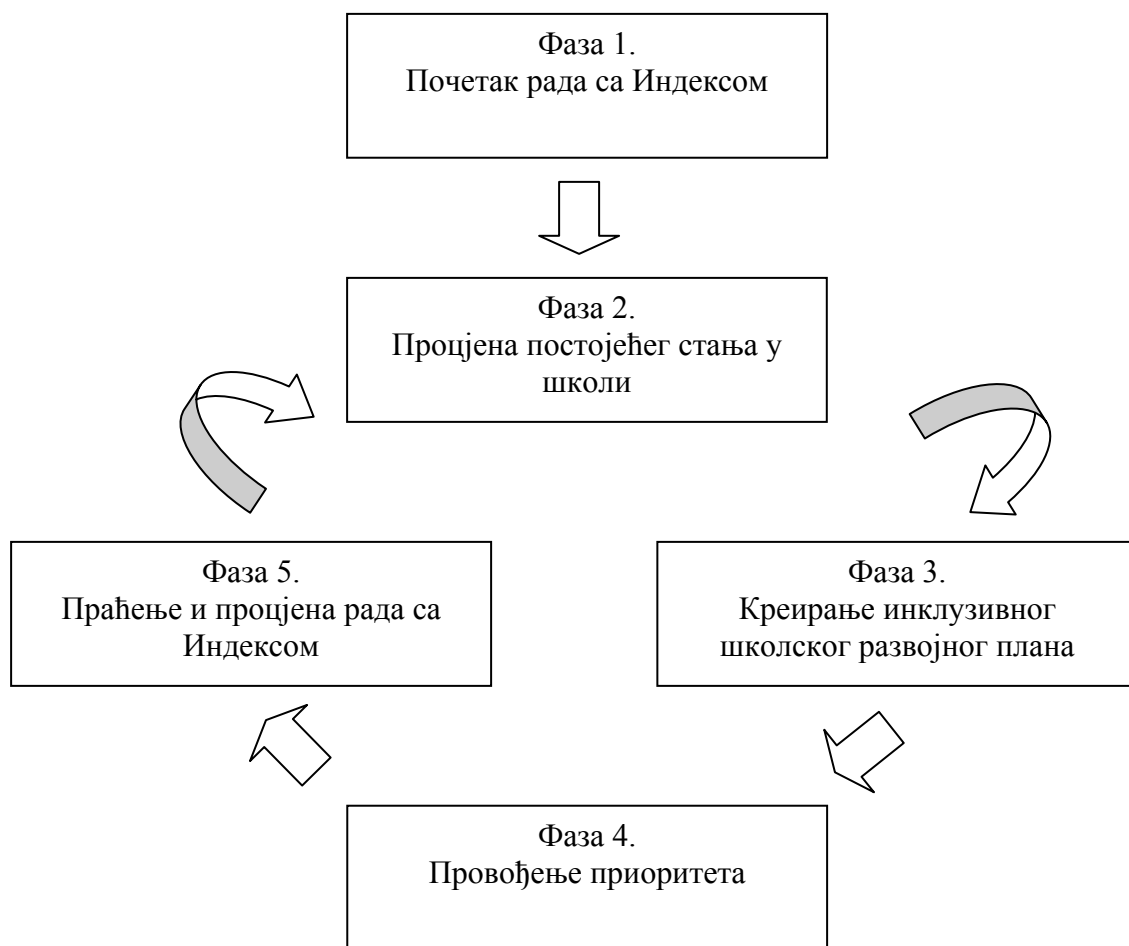 Фаза 1.
Почетак рада са Индексом
Фаза 2.
Процјена постојећег стања у
школи
Фаза 5.
Праћење и процјена рада са
Индексом
Фаза 3.
Креирање инклузивног
школског развојног плана
Фаза 4.
Провођење приоритета